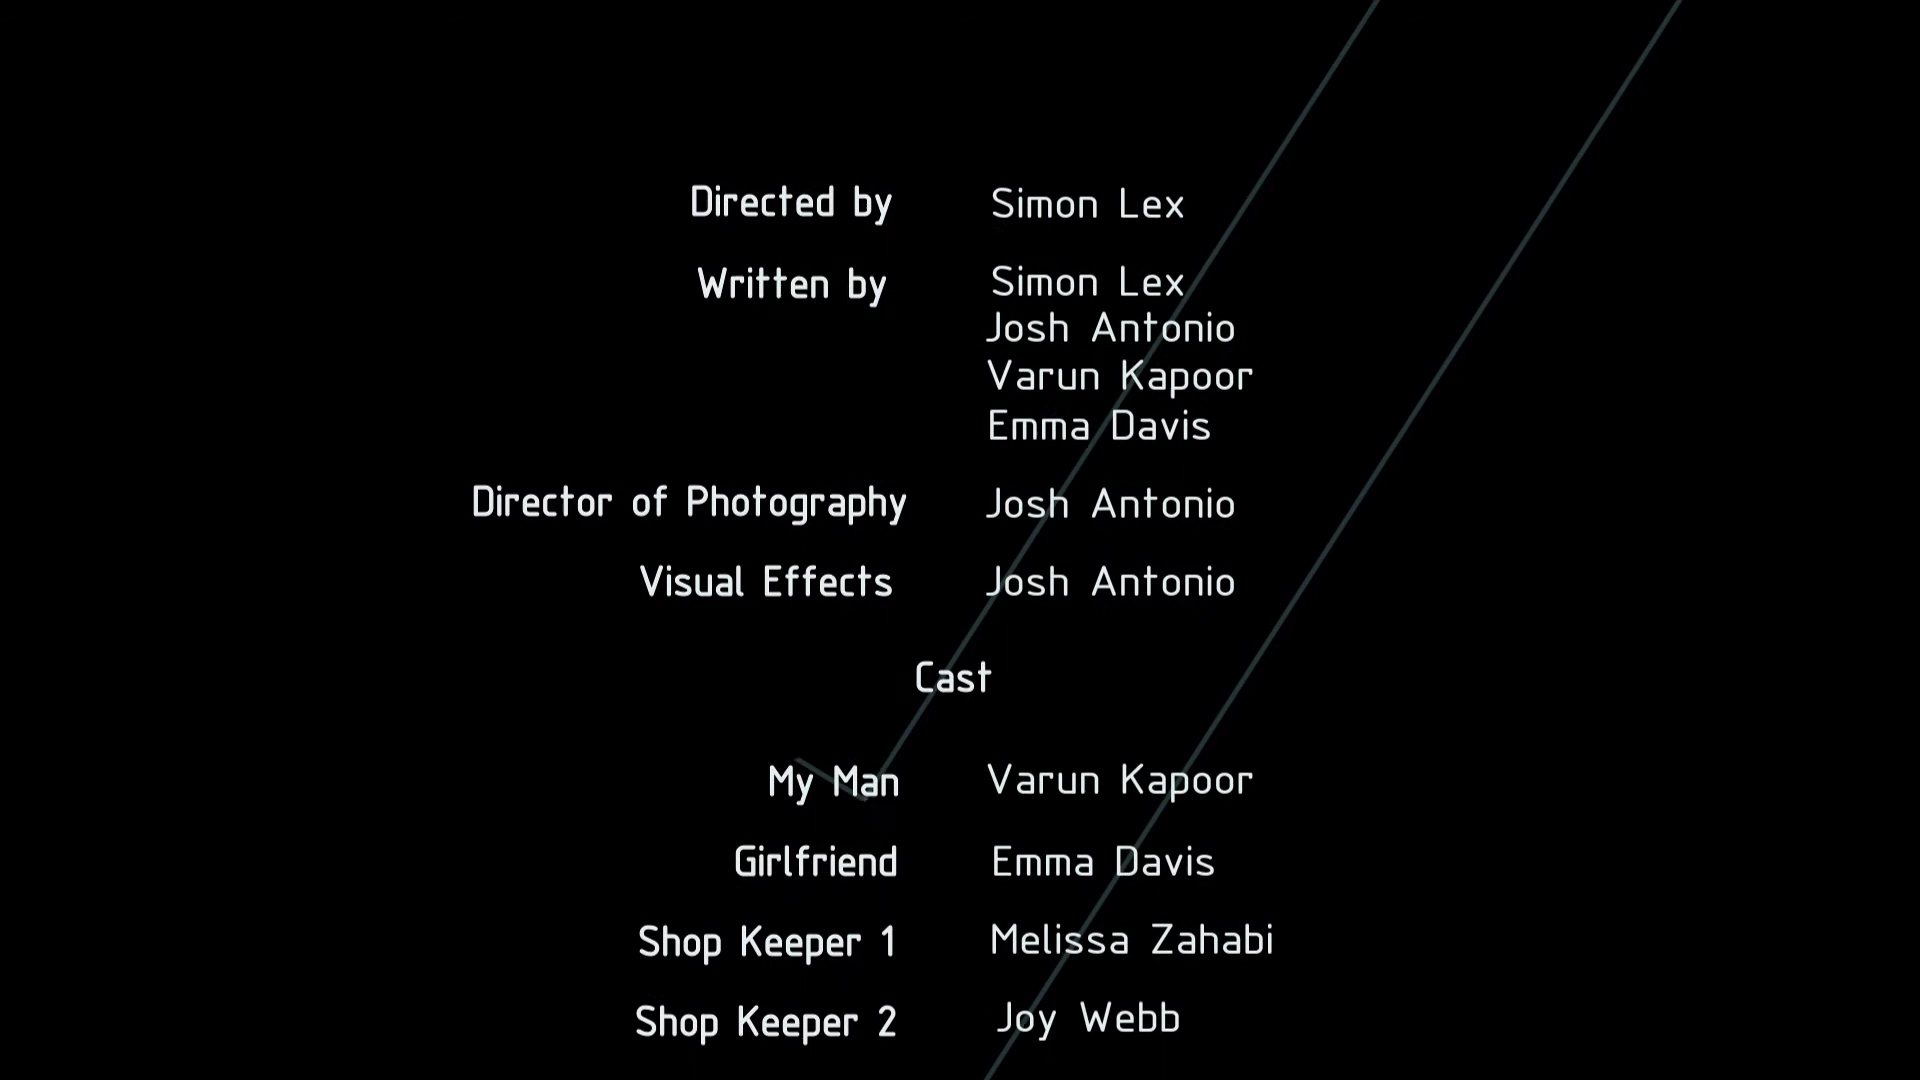 Directed by Simon Lex
Written by Simon Lex
Josh Antonio
Varun Kapoor
Emma Davis
Director of Photography Josh Antonio
Visual Effects Josh Antonio
Cast
My Man Varun Kapoor
Girlfriend Emma Davis
Shop Keeper 1 Melissa Zahabi
Shop Keeper 2 Joy Webb